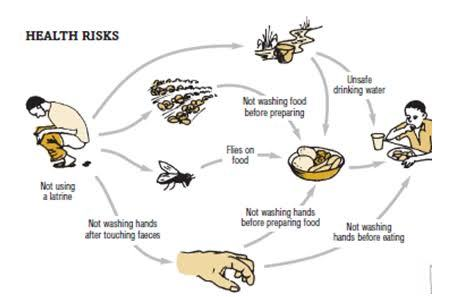 HEALTH RISKS
Unsafe
drinking water
Not washing food
before preparing
Flies on
food
Not using
a latrine
Not washing hands
after touching faeces
Not washing hands
before preparing food
Not washing
hands before eating